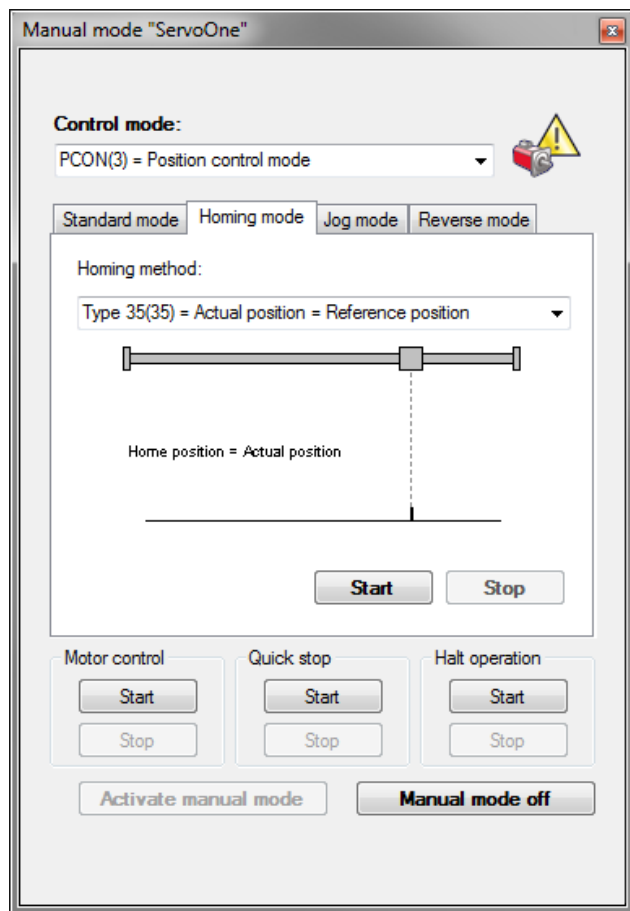 Manual mode "ServoOne"
Control mode:
PCON(3) = Position control mode
Standard mode Homing mode Jog mode Reverse mode
Homing method:
Type 35(35) = Actual position = Reference position
Home position = Actual position
Start Stop
Motor control Quick stop Halt operation
Start Start Start
Stop Stop Stop
Activate manual mode Manual mode off